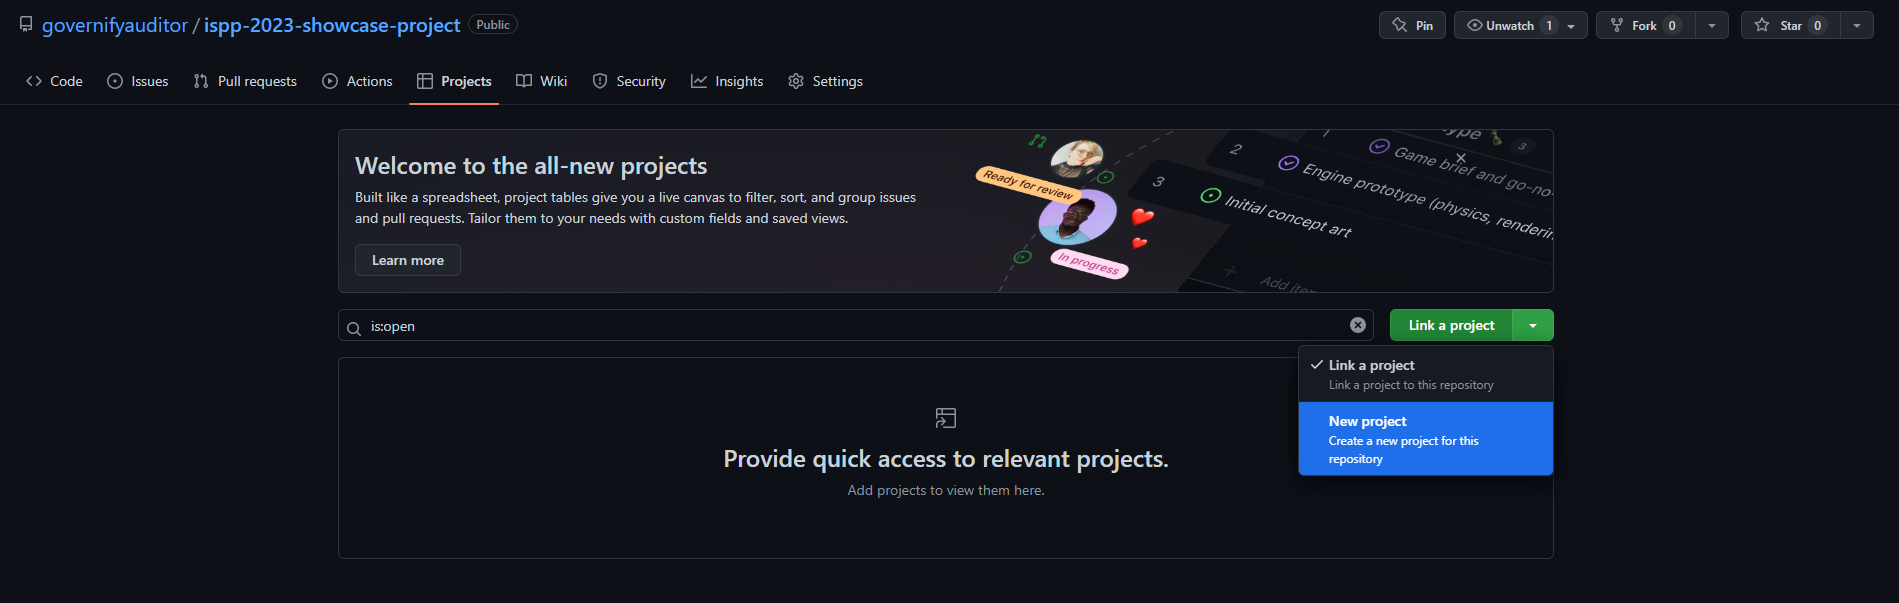 governifyauditor / ispp-2023-showcase-project Public
Pin
Unwatch 1
Fork 0
Star 0
Code
Issues
Pull requests
Actions
Projects
Wiki
Security
Insights
Settings
Welcome to the all-new projects
Built like a spreadsheet, project tables give you a live canvas to filter, sort, and group issues
and pull requests. Tailor them to your needs with custom fields and saved views.
Learn more
Ready for review
In progress
3
2 Game brief and go-no-
Engine prototype (physics, renderin
3 Initial concept art
+ Add iter
is:open
Link a project
Link a project
Link a project to this repository
New project
Create a new project for this
repository
Provide quick access to relevant projects.
Add projects to view them here.